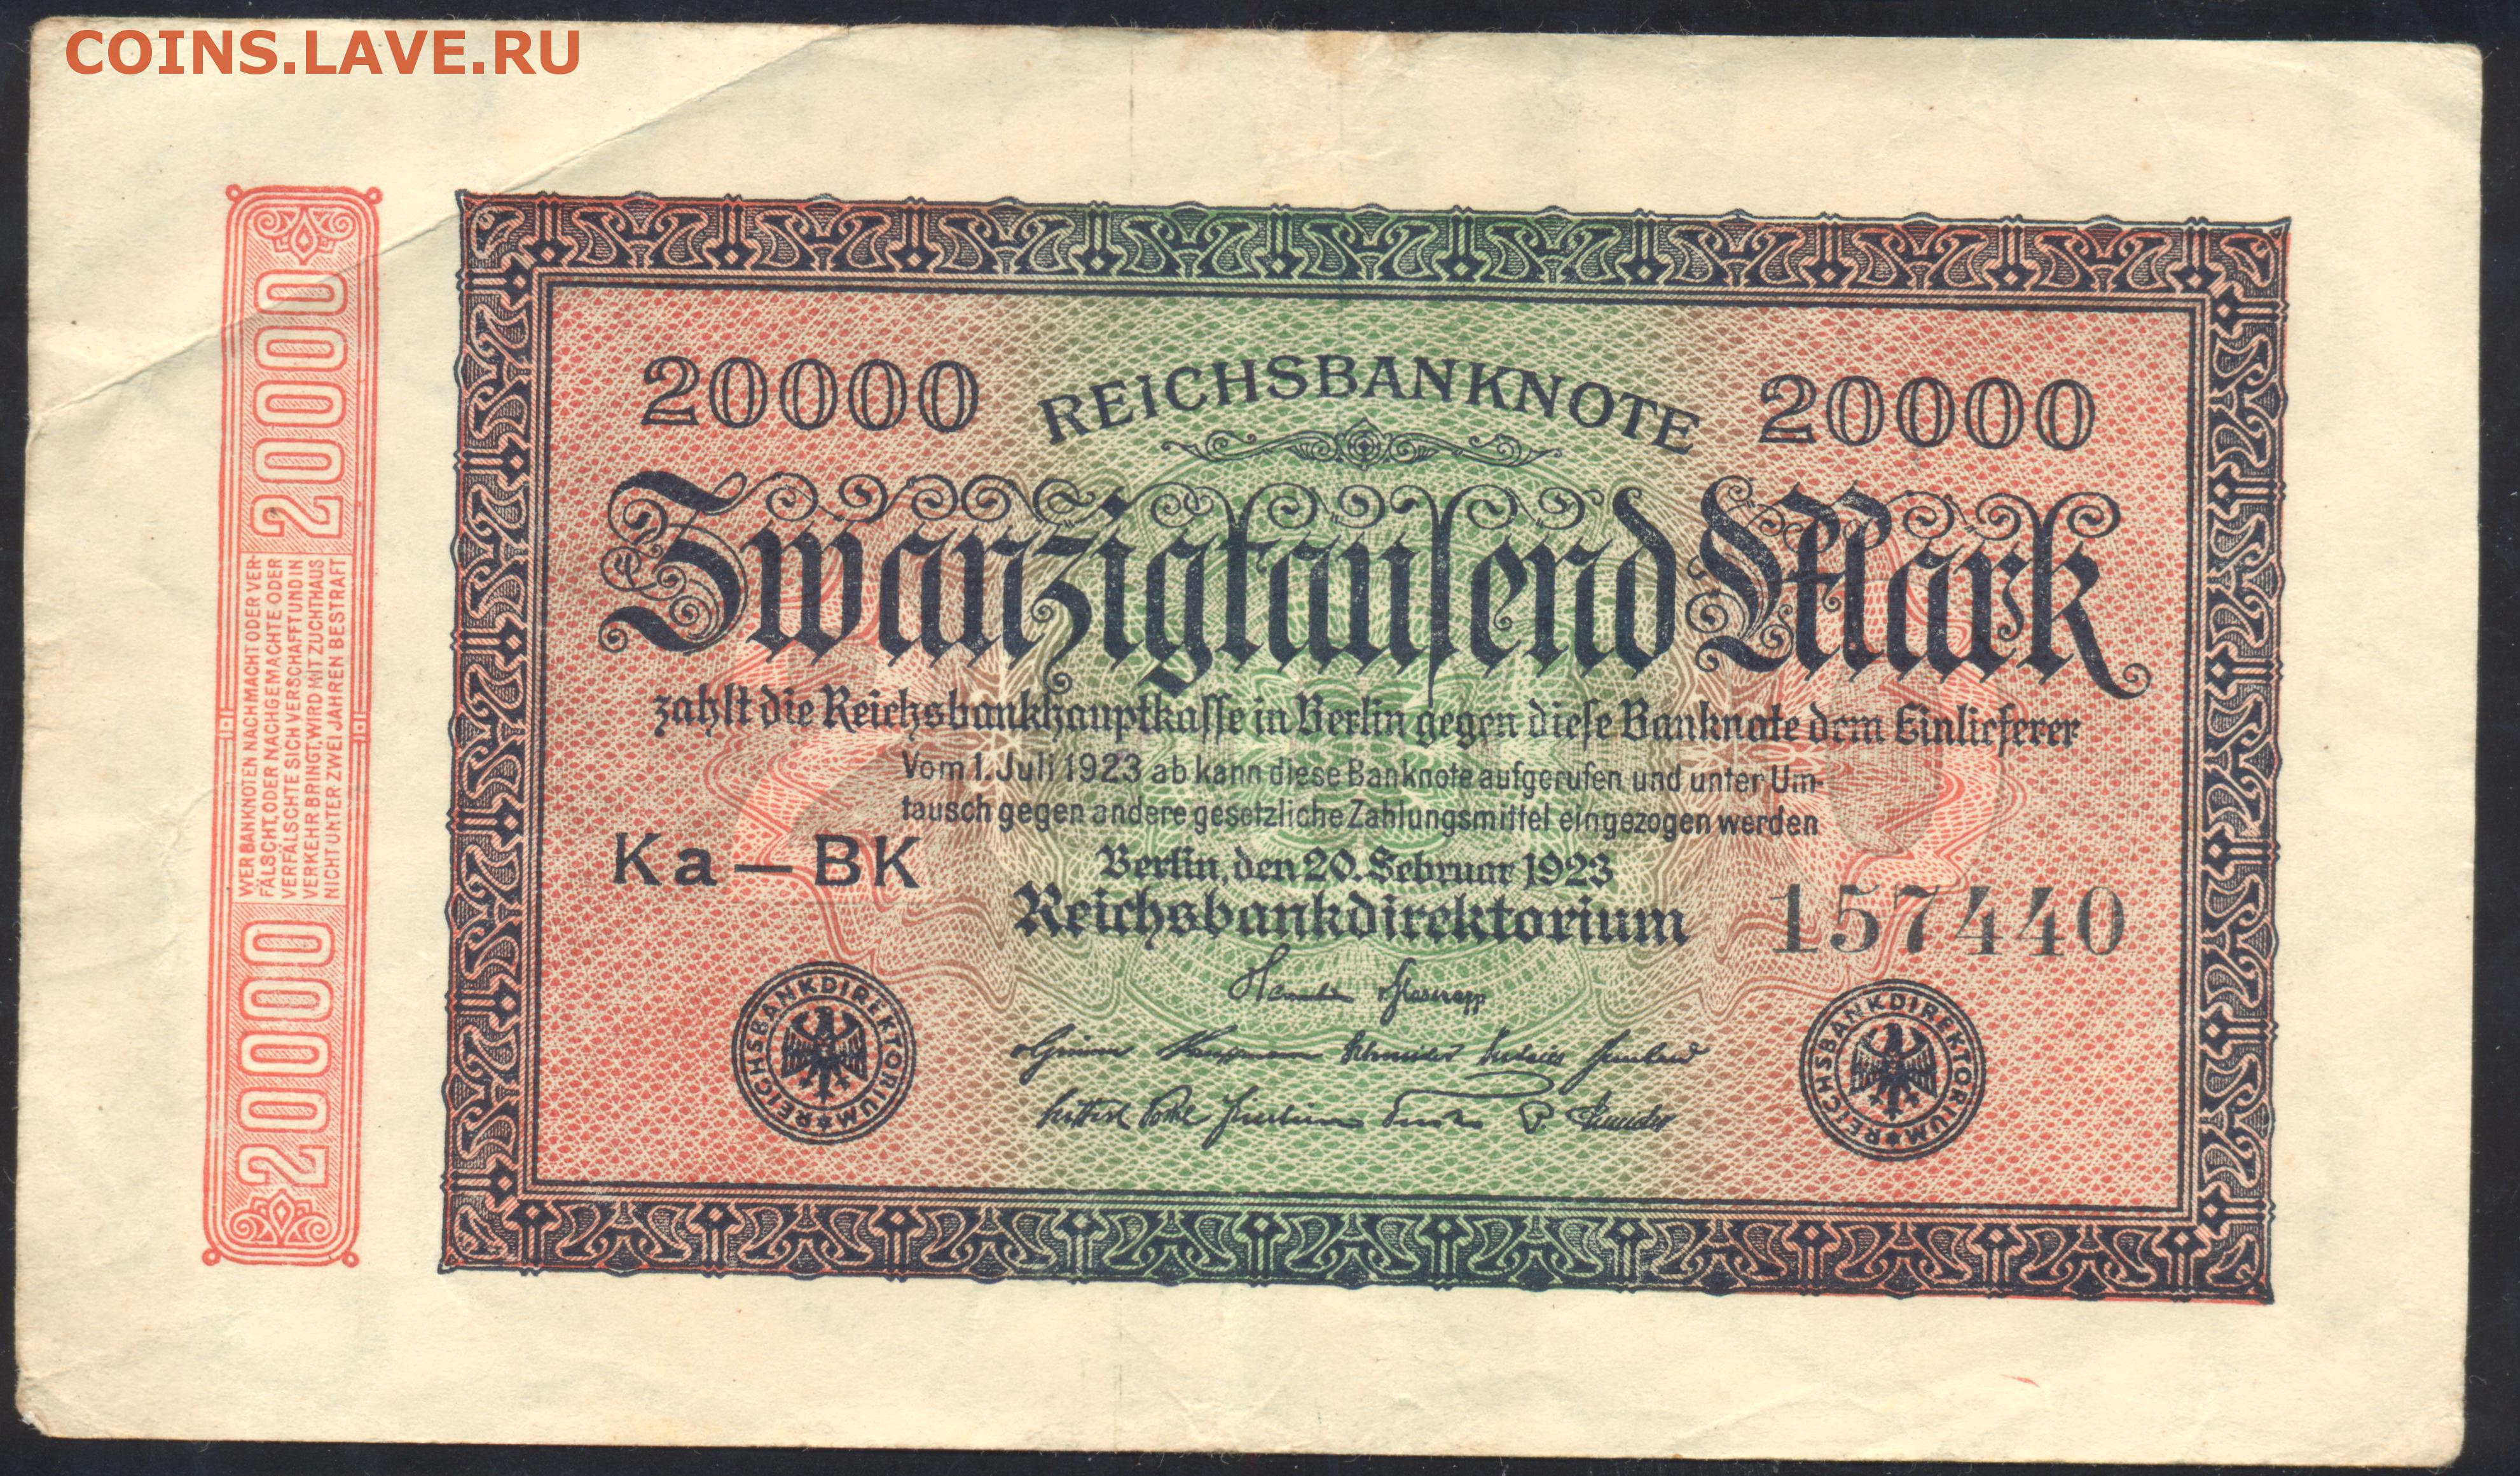 COINS.LAVE.RU
20000
WER BANKNOTEN NACHMACHT ODER VER-
FÄLSCHT, ODER NACHGEMACHTE ODER
VERFÄLSCHTE SICH VERSCHAFFT UND IN
VERKEHR BRINGT, WIRD MIT ZUCHTHAUS
NICHT UNTER ZWEI JAHREN BESTRAFT
20000
20000 REICHSBANKNOTE 20000
Zwanzigtauſend Mark
zahlt die Reichsbankhauptkaſſe in Berlin gegen dieſe Banknote dem Einlieferer
Vom 1. Juli 1923 ab kann diese Banknote aufgerufen und unter Um-
tausch gegen andere gesetzliche Zahlungsmittel eingezogen werden
Ka — BK
Berlin, den 20. Februar 1923
Reichsbankdirektorium
157440
REICHSBANKDIREKTORIUM
REICHSBANKDIREKTORIUM